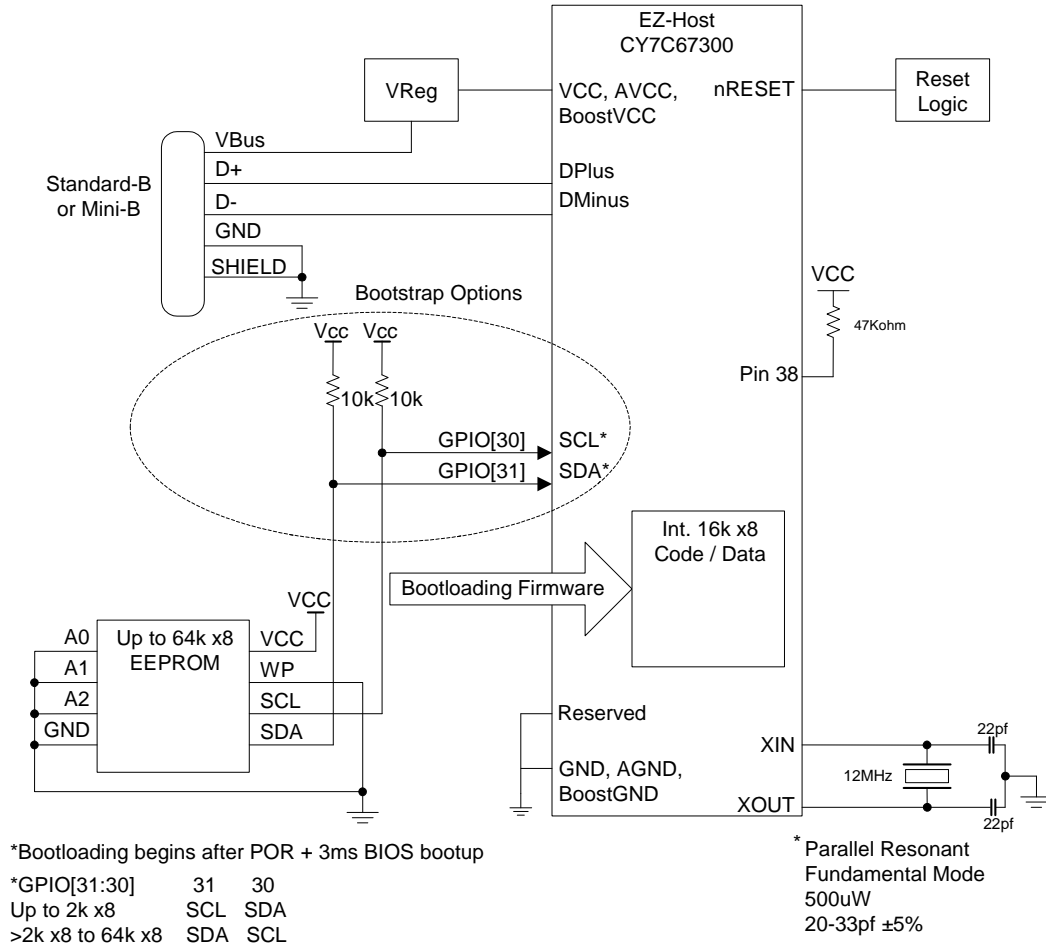 EZ-Host
CY7C67300
VReg
VCC, AVCC,
BoostVCC
nRESET
Reset
Logic
VBus
D+
D-
GND
SHIELD
Standard-B
or Mini-B
DPlus
DMinus
VCC
47Kohm
Pin 38
Bootstrap Options
Vcc
Vcc
10k
10k
GPIO[30]
SCL*
GPIO[31]
SDA*
Int. 16k x8
Code / Data
Bootloading Firmware
VCC
A0
A1
A2
GND
Up to 64k x8
EEPROM
VCC
WP
SCL
SDA
Reserved
GND, AGND,
BoostGND
XIN
XOUT
22pf
12MHz
22pf
*Bootloading begins after POR + 3ms BIOS bootup
*GPIO[31:30] 31 30
Up to 2k x8 SCL SDA
>2k x8 to 64k x8 SDA SCL
* Parallel Resonant
Fundamental Mode
500uW
20-33pf ±5%